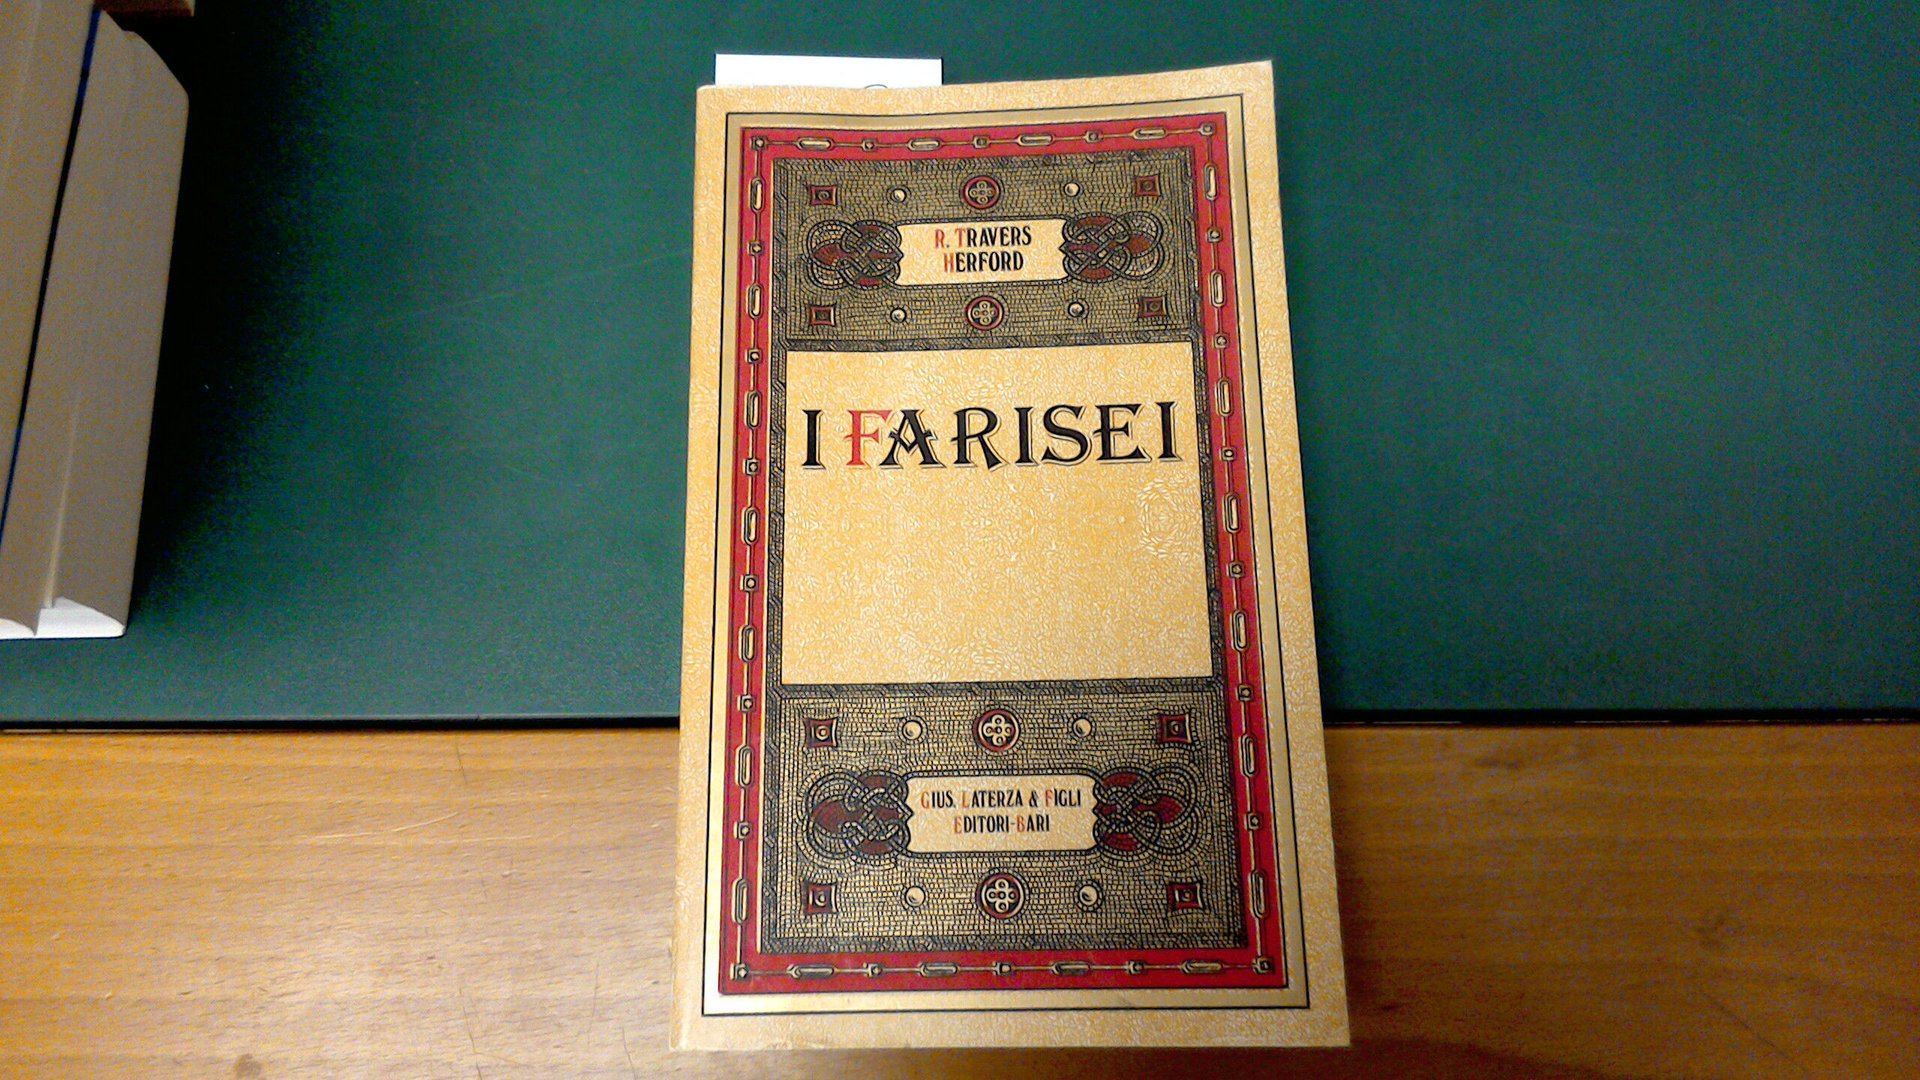 R. TRAVERS
HERFORD
I FARISEI
GIUS. LATERZA & FIGLI
EDITORI-BARI